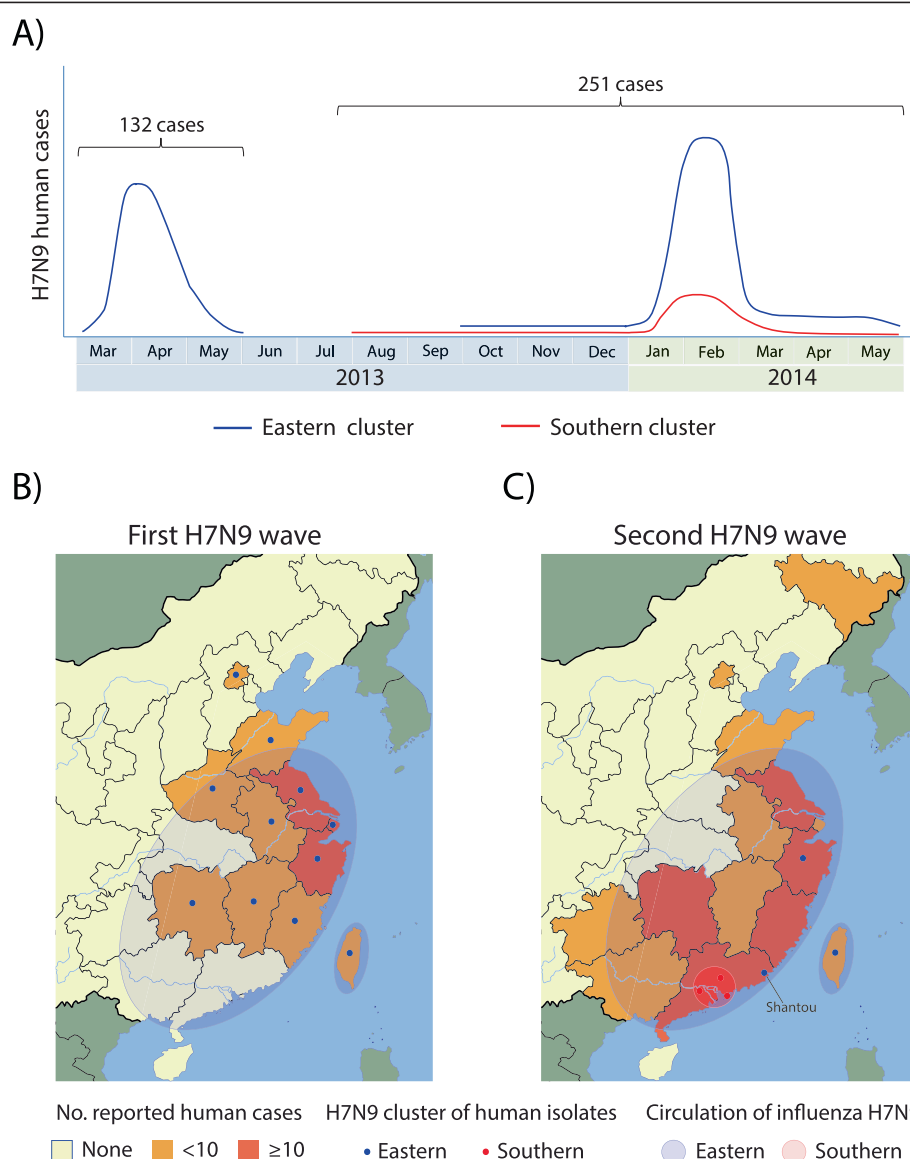 A)
H7N9 human cases
132 cases
251 cases
Mar Apr May Jun Jul Aug Sep Oct Nov Dec Jan Feb Mar Apr May
2013 2014
Eastern cluster Southern cluster
B) C)
First H7N9 wave Second H7N9 wave
Shantou
No. reported human cases H7N9 cluster of human isolates Circulation of influenza H7N
None <10 ≥10 Eastern Southern Eastern Southern